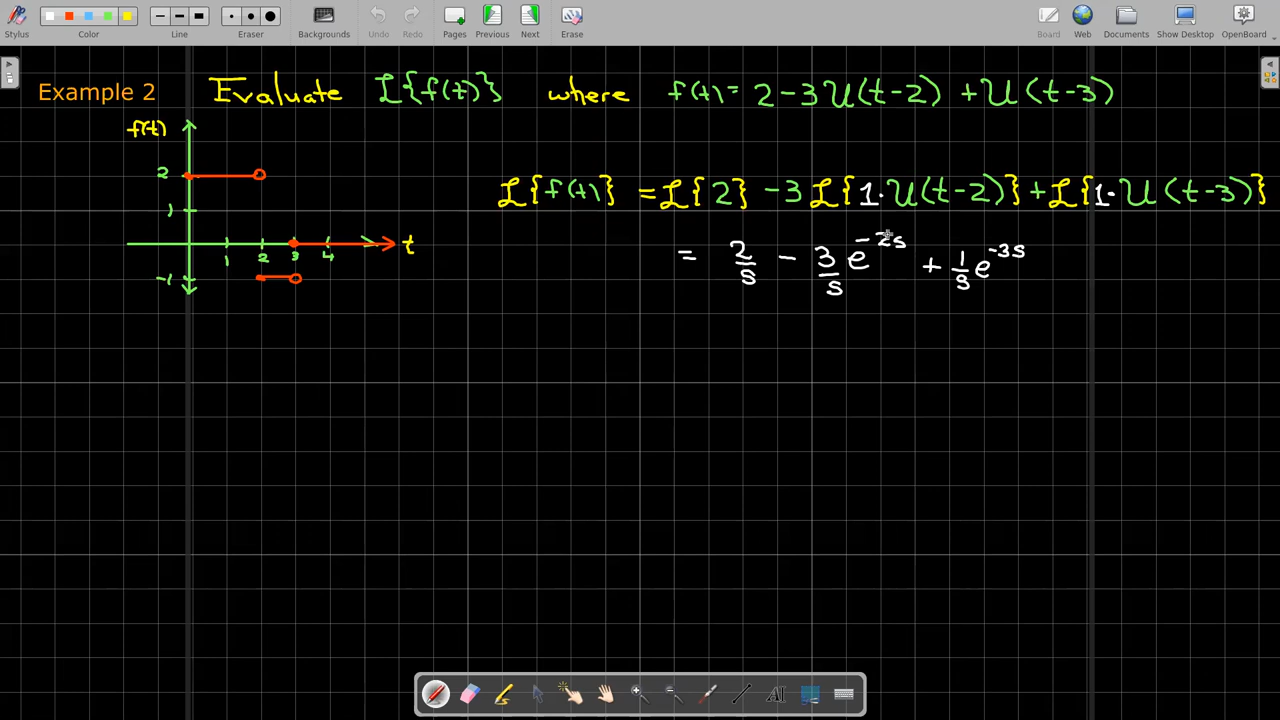 Stylus Color Line Eraser Backgrounds Undo Redo Pages Previous Next Erase Board Web Documents Show Desktop OpenBoard
Example 2 Evaluate ℒ{f(t)} where f(t) = 2 - 3𝒰(t-2) + 𝒰(t-3)
f(t)
2
1
-1
1 2 3 4
t
ℒ{f(t)} = ℒ{2} - 3ℒ{1·𝒰(t-2)} + ℒ{1·𝒰(t-3)}
= 2/s - 3/s e^{-2s} + 1/s e^{-3s}
AI